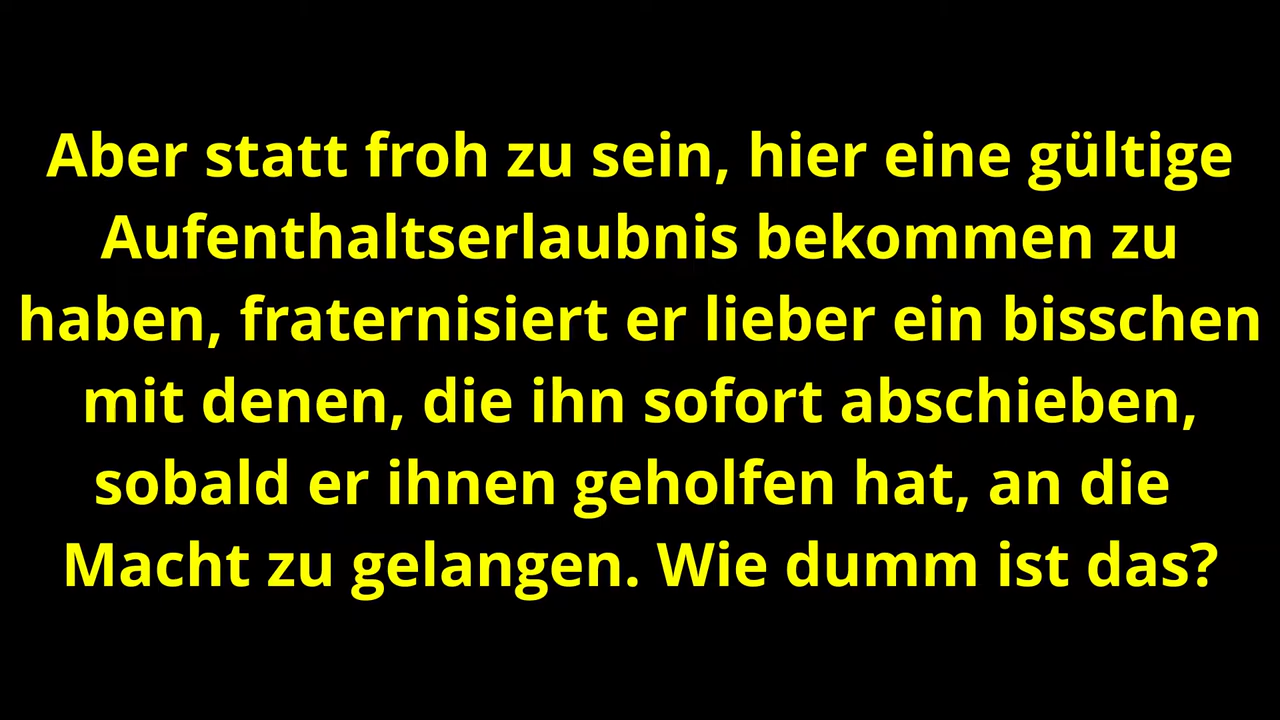 Aber statt froh zu sein, hier eine gültige
Aufenthaltserlaubnis bekommen zu
haben, fraternisiert er lieber ein bisschen
mit denen, die ihn sofort abschieben,
sobald er ihnen geholfen hat, an die
Macht zu gelangen. Wie dumm ist das?